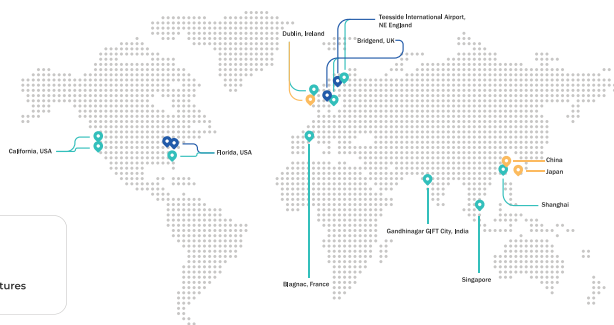 Teesside International Airport,
NE England
Dublin, Ireland
Bridgend, UK
California, USA
Florida, USA
China
Japan
Shanghai
Gandhinagar GIFT City, India
Singapore
Blagnac, France
tures